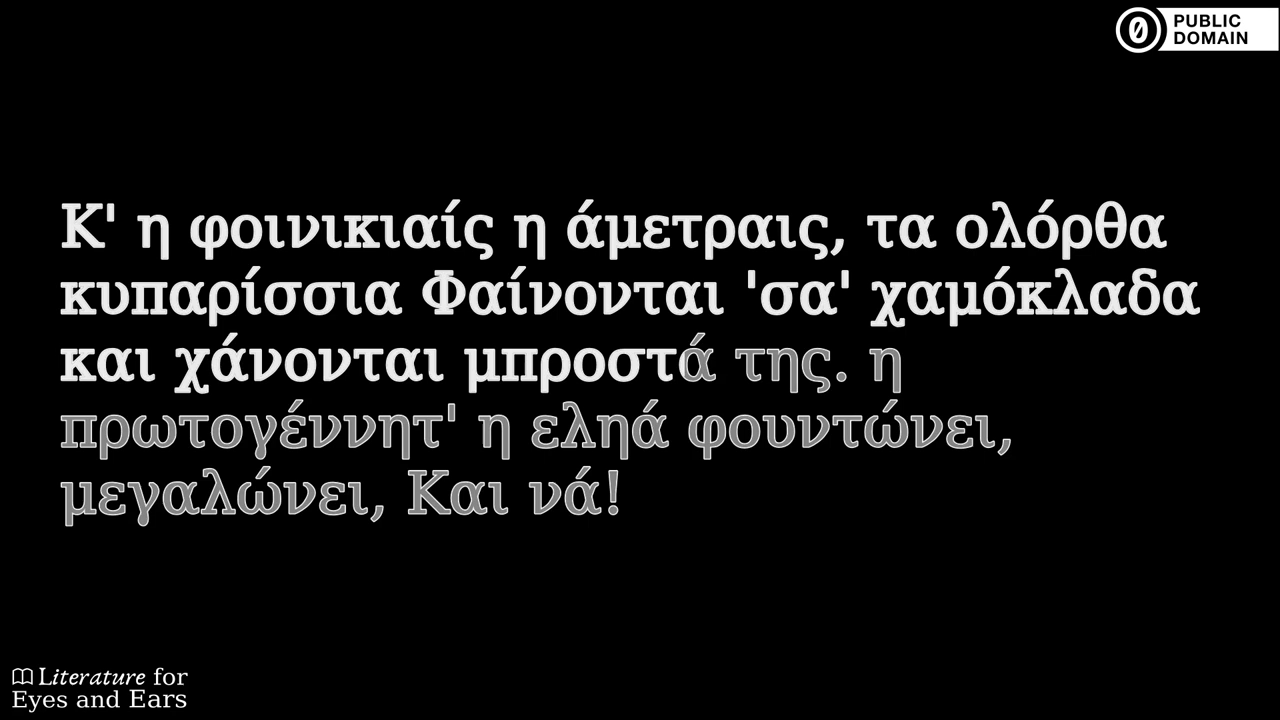 PUBLIC
DOMAIN
Κ' η φοινικιαίς η άμετραις, τα ολόρθα
κυπαρίσσια Φαίνονται 'σα' χαμόκλαδα
και χάνονται μπροστά της. η
πρωτογέννητ' η εληά φουντώνει,
μεγαλώνει, Και νά!
Literature for
Eyes and Ears